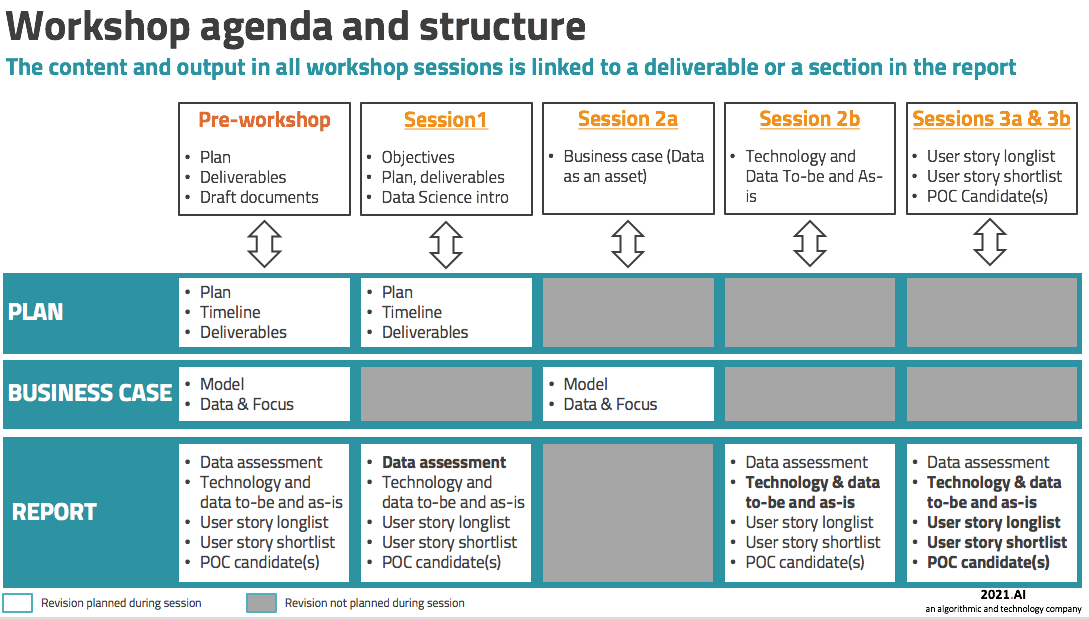 Workshop agenda and structure
The content and output in all workshop sessions is linked to a deliverable or a section in the report
Pre-workshop
• Plan
• Deliverables
• Draft documents
Session1
• Objectives
• Plan, deliverables
• Data Science intro
Session 2a
• Business case (Data
as an asset)
Session 2b
• Technology and
Data To-be and As-
is
Sessions 3a & 3b
• User story longlist
• User story shortlist
• POC Candidate(s)
PLAN
• Plan
• Timeline
• Deliverables
• Plan
• Timeline
• Deliverables
BUSINESS CASE
• Model
• Data & Focus
• Model
• Data & Focus
REPORT
• Data assessment
• Technology and
data to-be and as-is
• User story longlist
• User story shortlist
• POC candidate(s)
• Data assessment
• Technology and
data to-be and as-is
• User story longlist
• User story shortlist
• POC candidate(s)
• Data assessment
• Technology & data
to-be and as-is
• User story longlist
• User story shortlist
• POC candidate(s)
• Data assessment
• Technology & data
to-be and as-is
• User story longlist
• User story shortlist
• POC candidate(s)
Revision planned during session
Revision not planned during session
2021.AI
an algorithmic and technology company